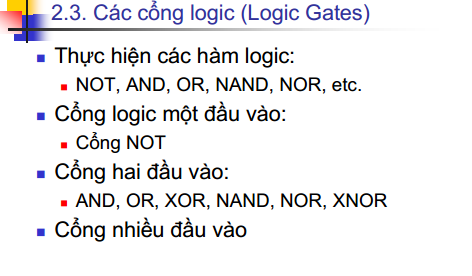 2.3. Các cổng logic (Logic Gates)
Thực hiện các hàm logic:
NOT, AND, OR, NAND, NOR, etc.
Cổng logic một đầu vào:
Cổng NOT
Cổng hai đầu vào:
AND, OR, XOR, NAND, NOR, XNOR
Cổng nhiều đầu vào